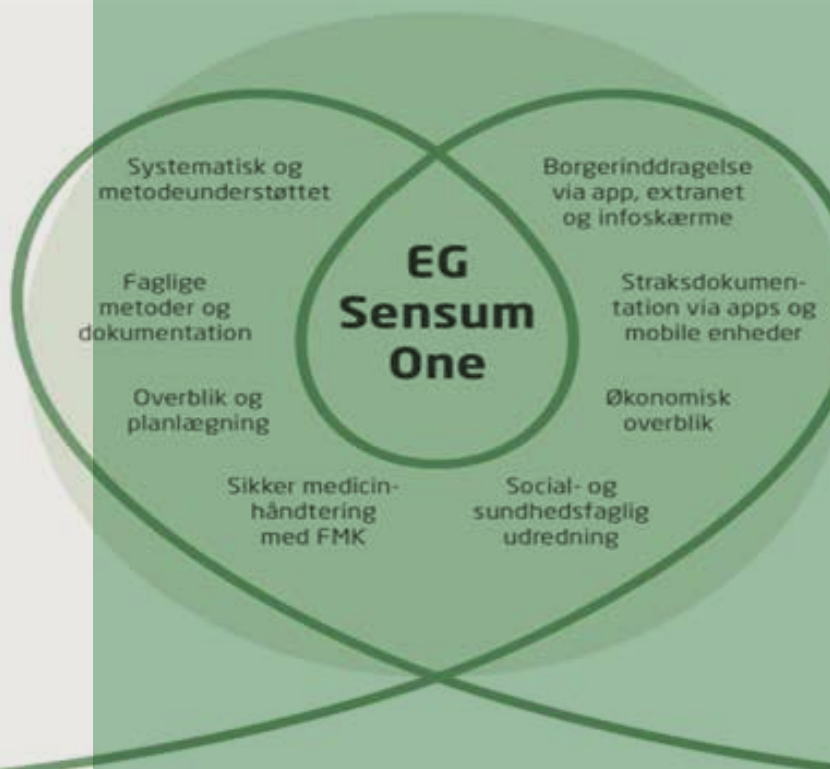 Systematisk og
metodeunderstøttet
Faglige
metoder og
dokumentation
Overblik og
planlægning
Sikker medicin-
håndtering
med FMK
EG
Sensum
One
Borgerinddragelse
via app, extranet
og infoskærme
Straksdokumen-
tation via apps og
mobile enheder
Økonomisk
overblik
Social- og
sundhedsfaglig
udredning